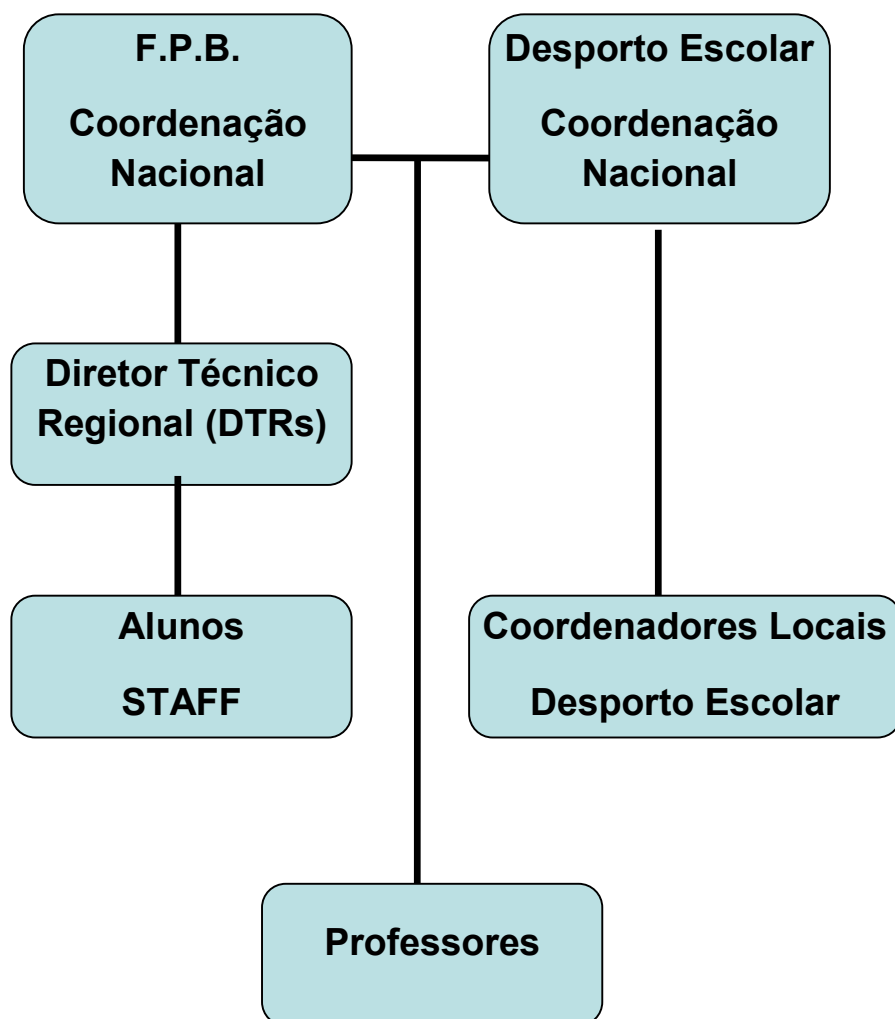 F.P.B.
Coordenação
Nacional
Desporto Escolar
Coordenação
Nacional
Diretor Técnico
Regional (DTRs)
Alunos
STAFF
Coordenadores Locais
Desporto Escolar
Professores